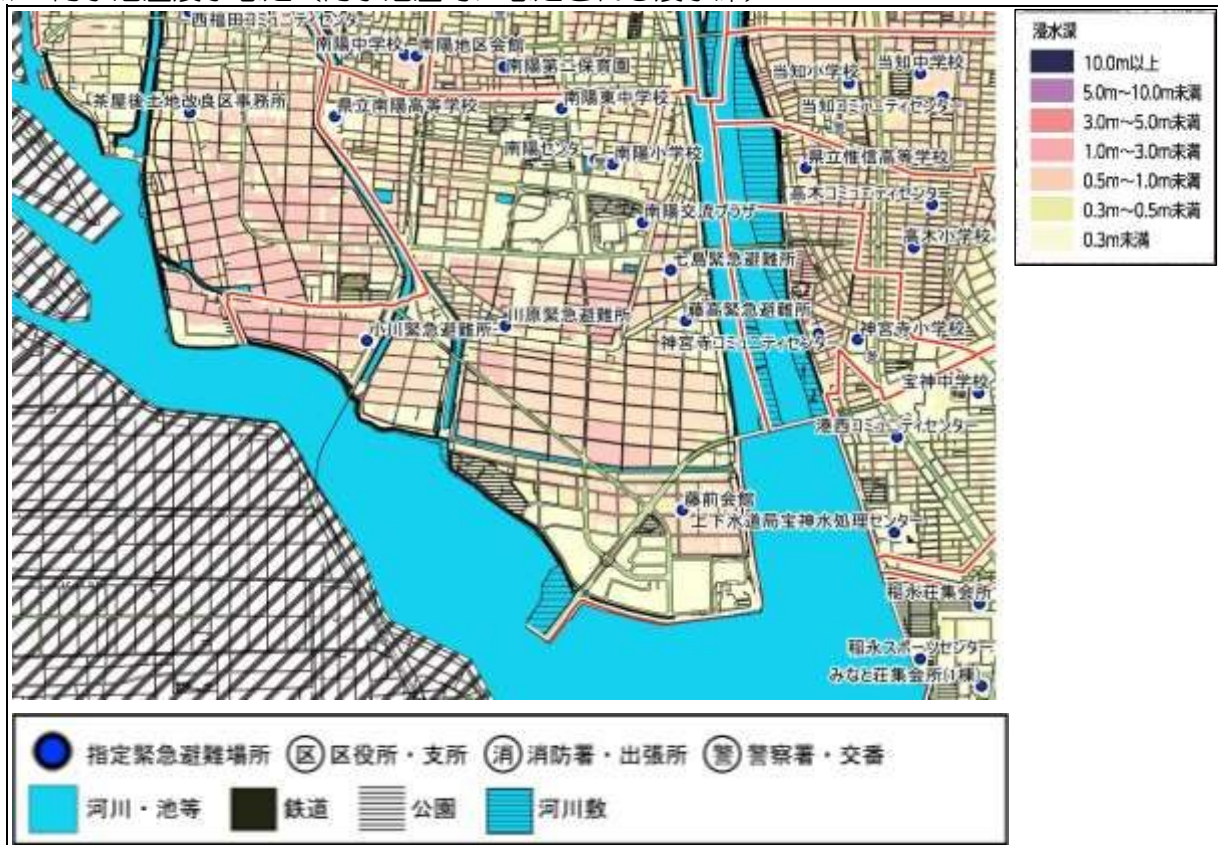 西福田コミュニティセンター
南陽中学校
南陽地区会館
南陽第二保育園
当知小学校
当知中学校
茶屋後土地改良区事務所
県立南陽高等学校
南陽東中学校
当知コミュニティセンター
南陽センター
南陽小学校
県立惟信高等学校
高木コミュニティセンター
南陽交流プラザ
高木小学校
七島緊急避難所
川原緊急避難所
藤高緊急避難所
小川緊急避難所
神宮寺小学校
神宮寺コミュニティセンター
宝神中学校
港西コミュニティセンター
藤前会館
上下水道局宝神水処理センター
稲永荘集会所
稲永スポーツセンター
みなと荘集会所(1棟)
浸水深
10.0m以上
5.0m～10.0m未満
3.0m～5.0m未満
1.0m～3.0m未満
0.5m～1.0m未満
0.3m～0.5m未満
0.3m未満
指定緊急避難場所 区 区役所・支所 消 消防署・出張所 警 警察署・交番
河川・池等 鉄道 公園 河川敷